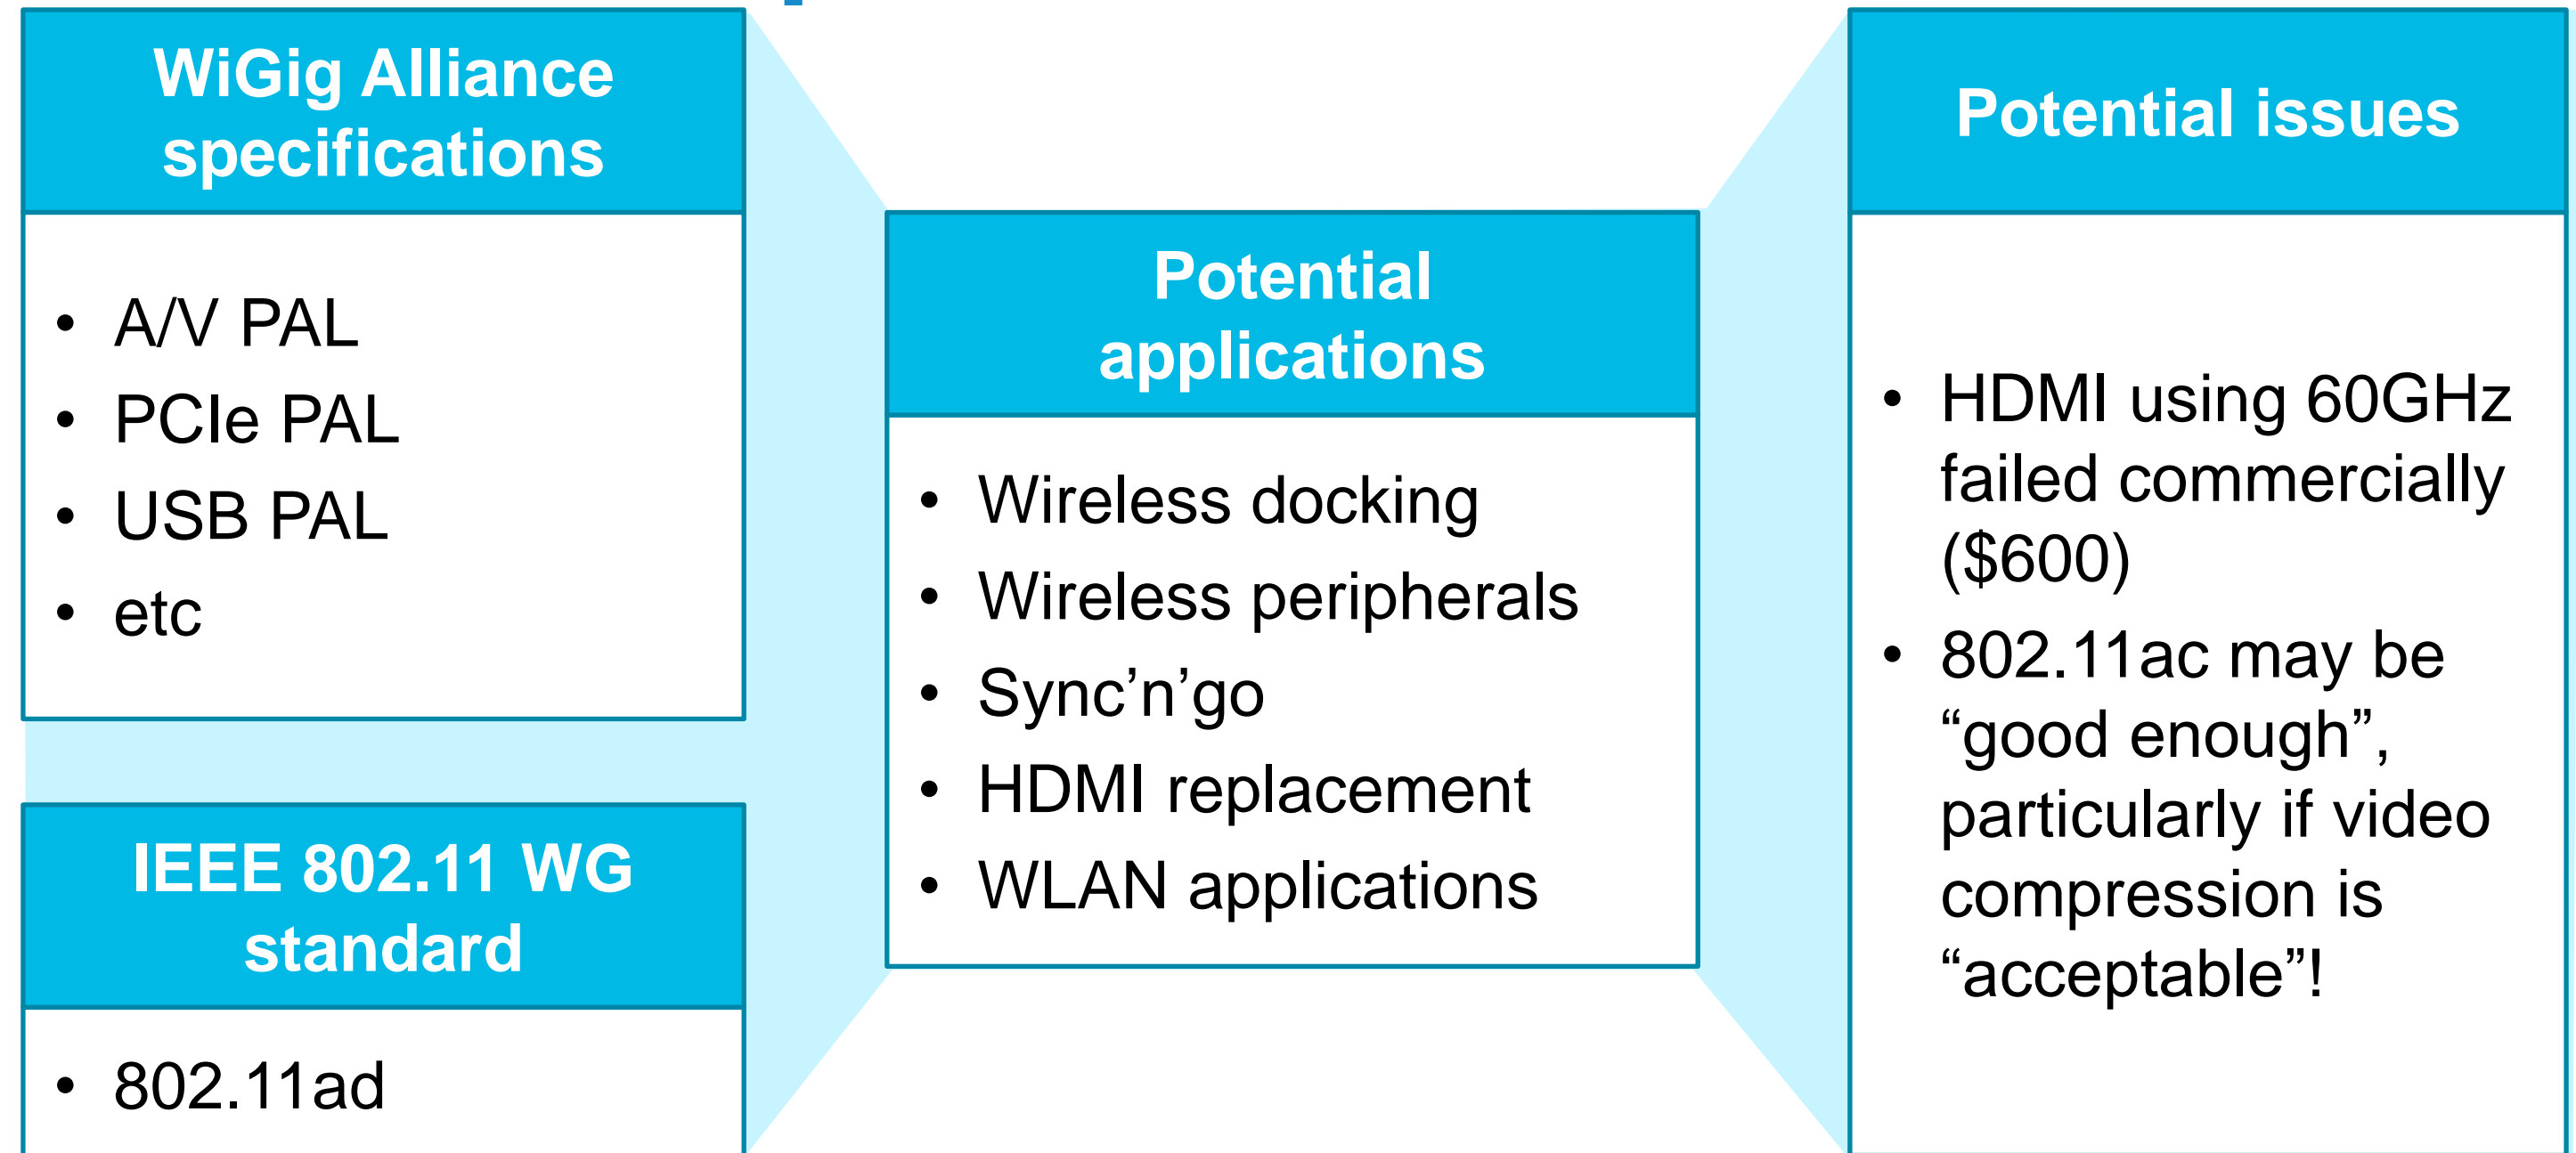 WiGig Alliance
specifications
• A/V PAL
• PCIe PAL
• USB PAL
• etc
IEEE 802.11 WG
standard
• 802.11ad
Potential
applications
• Wireless docking
• Wireless peripherals
• Sync’n’go
• HDMI replacement
• WLAN applications
Potential issues
• HDMI using 60GHz
failed commercially
($600)
• 802.11ac may be
“good enough”,
particularly if video
compression is
“acceptable”!